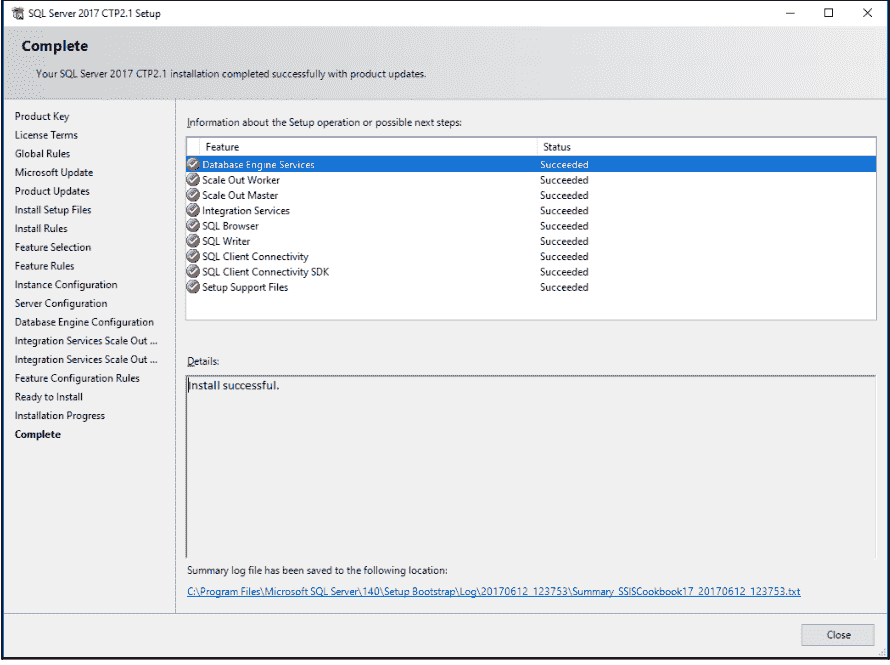 SQL Server 2017 CTP2.1 Setup
Complete
Your SQL Server 2017 CTP2.1 installation completed successfully with product updates.
Product Key
License Terms
Global Rules
Microsoft Update
Product Updates
Install Setup Files
Install Rules
Feature Selection
Feature Rules
Instance Configuration
Server Configuration
Database Engine Configuration
Integration Services Scale Out ...
Integration Services Scale Out ...
Feature Configuration Rules
Ready to Install
Installation Progress
Complete
Information about the Setup operation or possible next steps:
Feature Status
Database Engine Services Succeeded
Scale Out Worker Succeeded
Scale Out Master Succeeded
Integration Services Succeeded
SQL Browser Succeeded
SQL Writer Succeeded
SQL Client Connectivity Succeeded
SQL Client Connectivity SDK Succeeded
Setup Support Files Succeeded
Details:
Install successful.
Summary log file has been saved to the following location:
C:\Program Files\Microsoft SQL Server\140\Setup Bootstrap\Log\20170612_123753\Summary_SSISCookbook17_20170612_123753.txt
Close